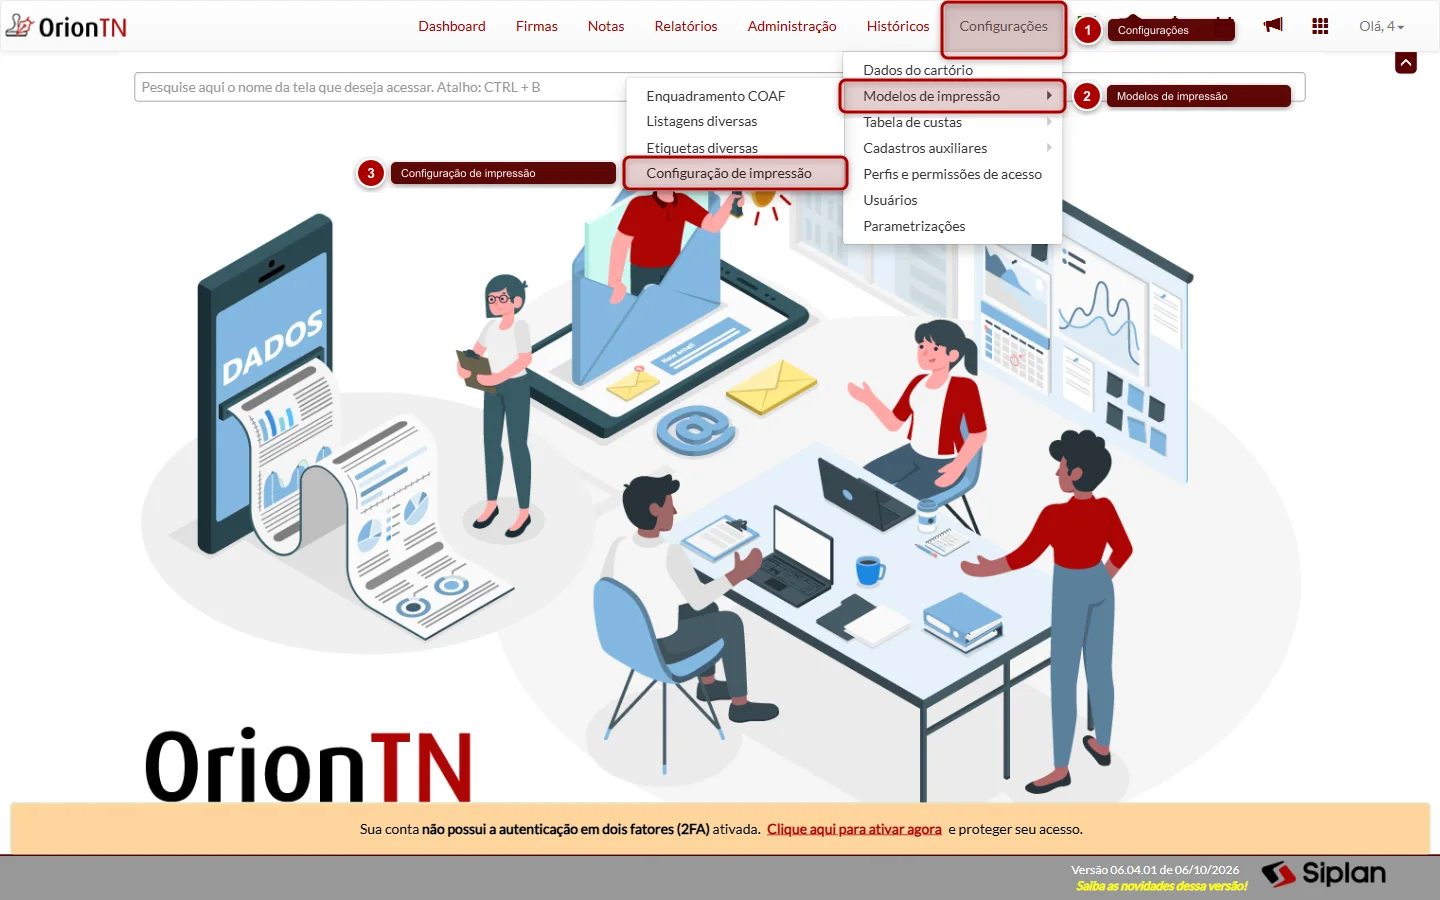 OrionTN
Dashboard
Firmas
Notas
Relatórios
Administração
Históricos
Configurações
1
Configurações
Olá, 4
Pesquise aqui o nome da tela que deseja acessar. Atalho: CTRL + B
Dados do cartório
Modelos de impressão
2
Modelos de impressão
Tabela de custas
Cadastros auxiliares
Perfis e permissões de acesso
Usuários
Parametrizações
Enquadramento COAF
Listagens diversas
Etiquetas diversas
3
Configuração de impressão
Configuração de impressão
DADOS
New email
@
OrionTN
Sua conta não possui a autenticação em dois fatores (2FA) ativada. Clique aqui para ativar agora e proteger seu acesso.
Versão 06.04.01 de 06/10/2026
Saiba as novidades dessa versão!
Siplan